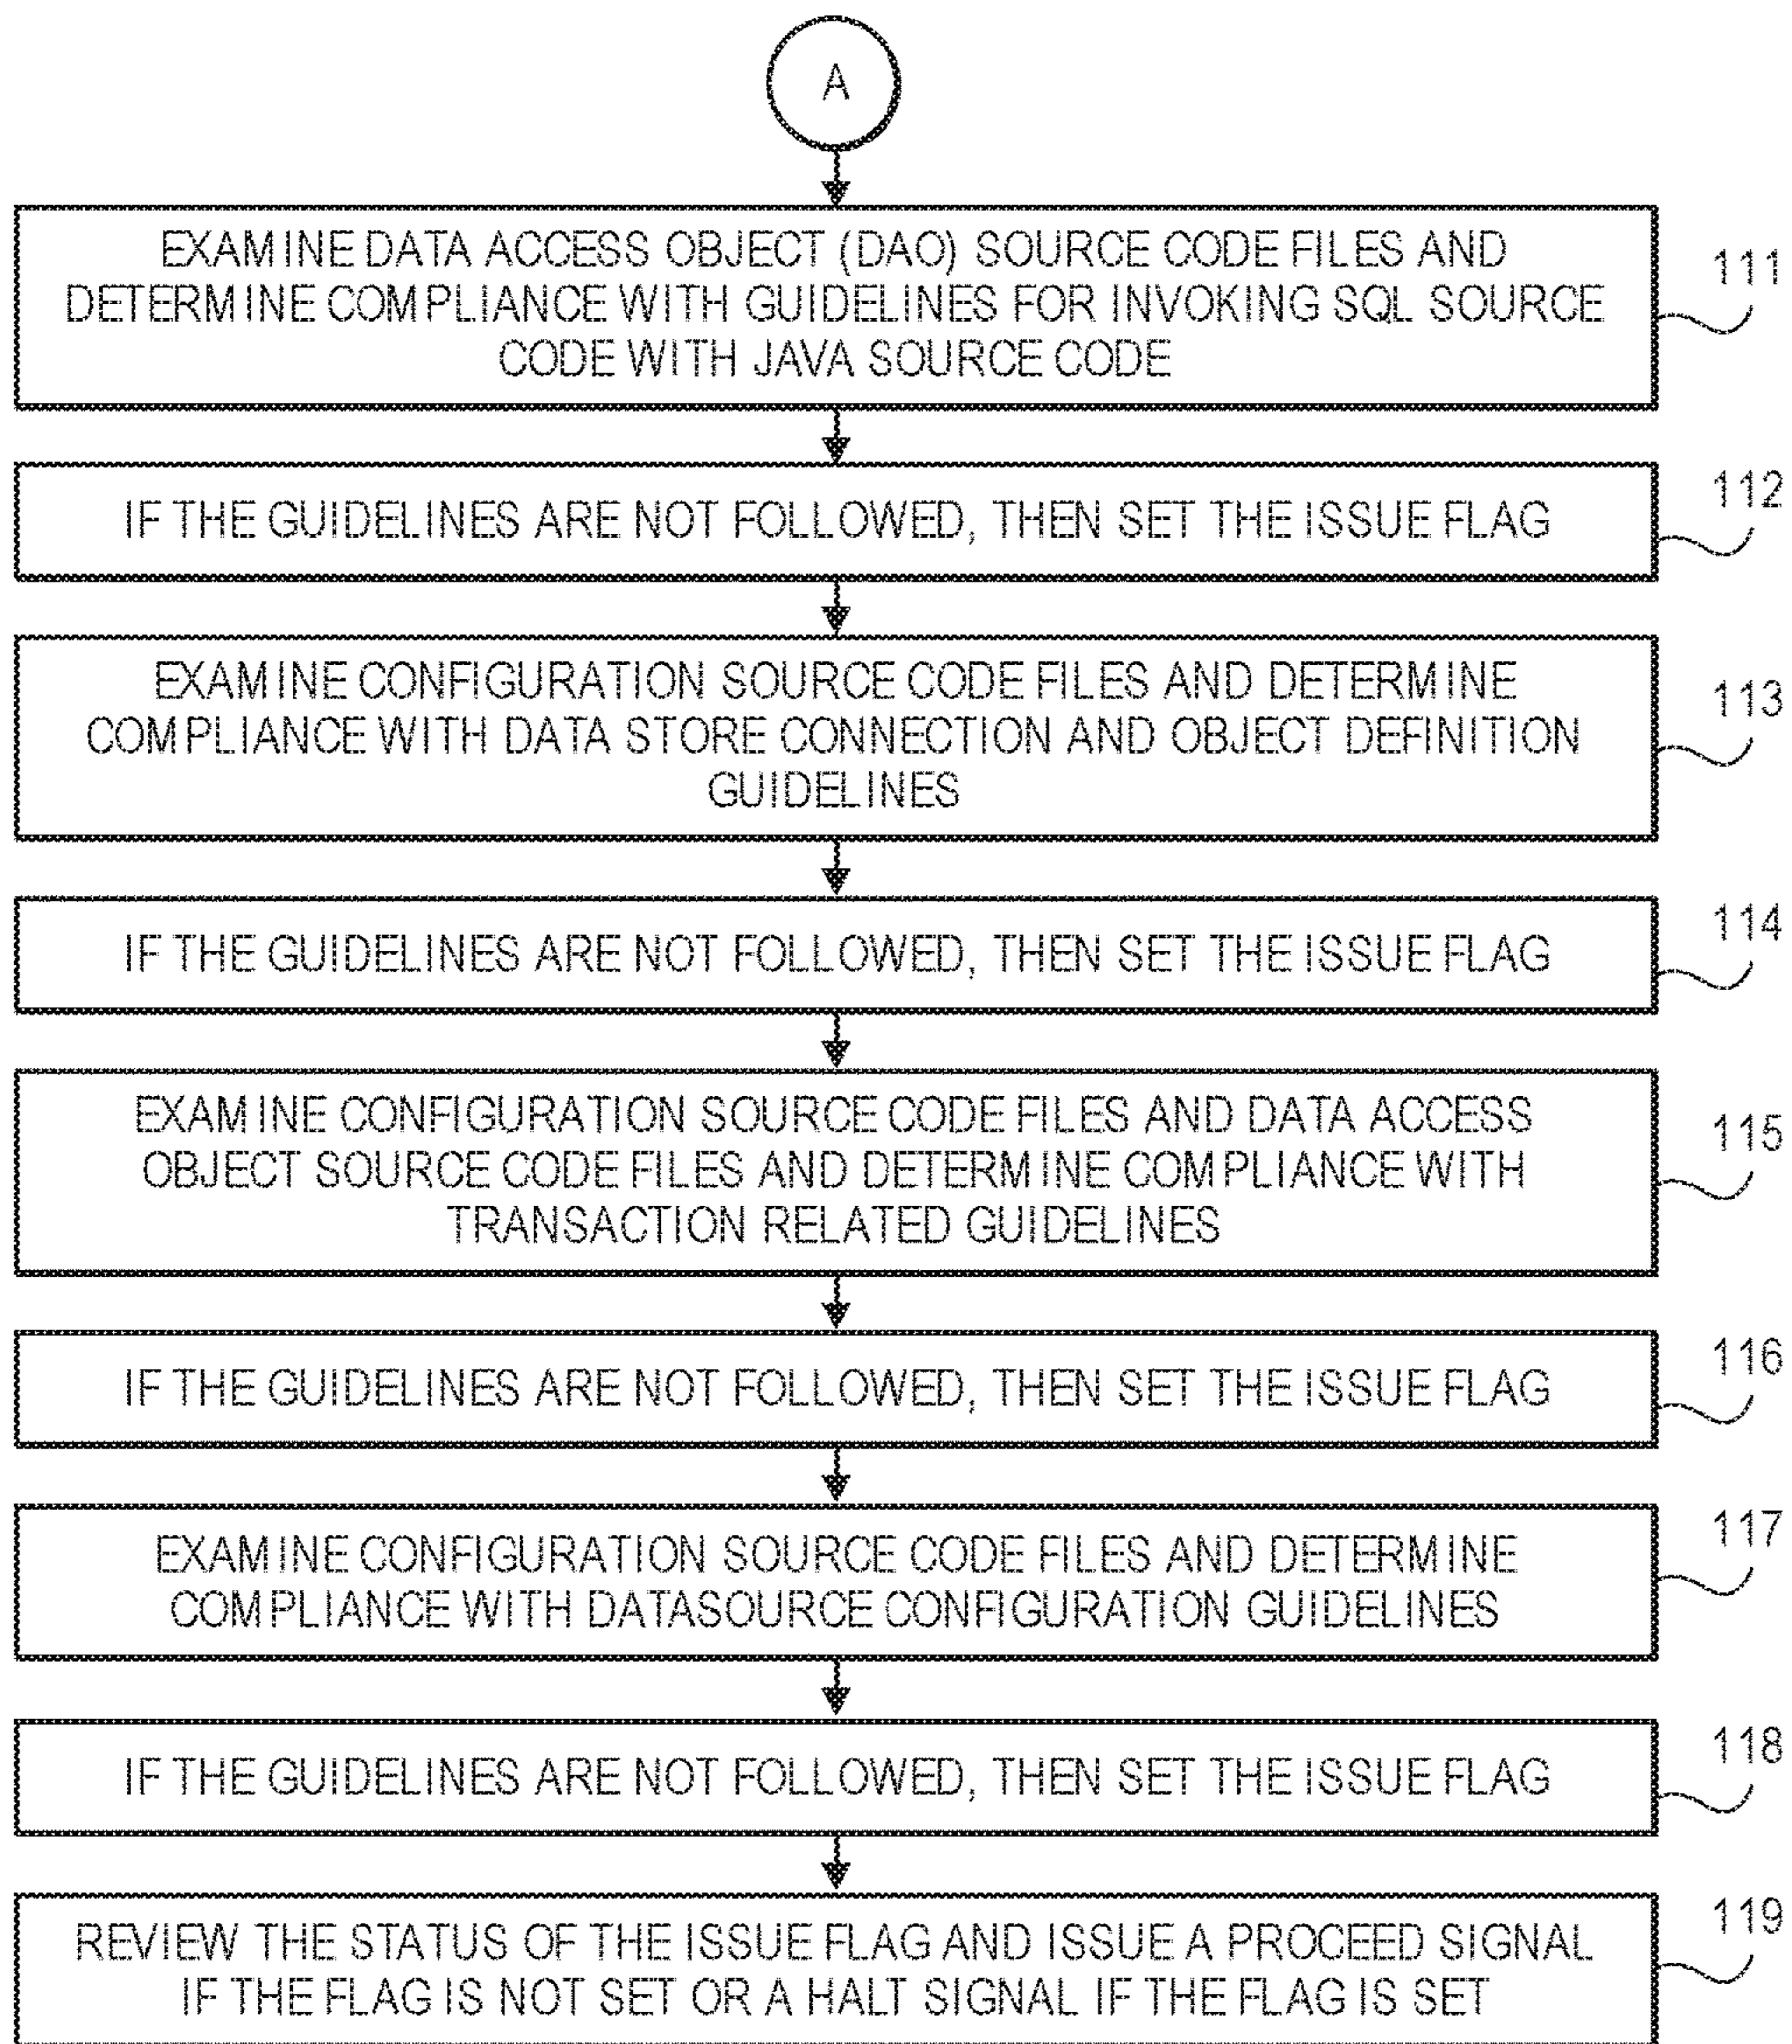 A
EXAMINE DATA ACCESS OBJECT (DAO) SOURCE CODE FILES AND
DETERMINE COMPLIANCE WITH GUIDELINES FOR INVOKING SQL SOURCE
CODE WITH JAVA SOURCE CODE
111
IF THE GUIDELINES ARE NOT FOLLOWED, THEN SET THE ISSUE FLAG
112
EXAMINE CONFIGURATION SOURCE CODE FILES AND DETERMINE
COMPLIANCE WITH DATA STORE CONNECTION AND OBJECT DEFINITION
GUIDELINES
113
IF THE GUIDELINES ARE NOT FOLLOWED, THEN SET THE ISSUE FLAG
114
EXAMINE CONFIGURATION SOURCE CODE FILES AND DATA ACCESS
OBJECT SOURCE CODE FILES AND DETERMINE COMPLIANCE WITH
TRANSACTION RELATED GUIDELINES
115
IF THE GUIDELINES ARE NOT FOLLOWED, THEN SET THE ISSUE FLAG
116
EXAMINE CONFIGURATION SOURCE CODE FILES AND DETERMINE
COMPLIANCE WITH DATASOURCE CONFIGURATION GUIDELINES
117
IF THE GUIDELINES ARE NOT FOLLOWED, THEN SET THE ISSUE FLAG
118
REVIEW THE STATUS OF THE ISSUE FLAG AND ISSUE A PROCEED SIGNAL
IF THE FLAG IS NOT SET OR A HALT SIGNAL IF THE FLAG IS SET
119